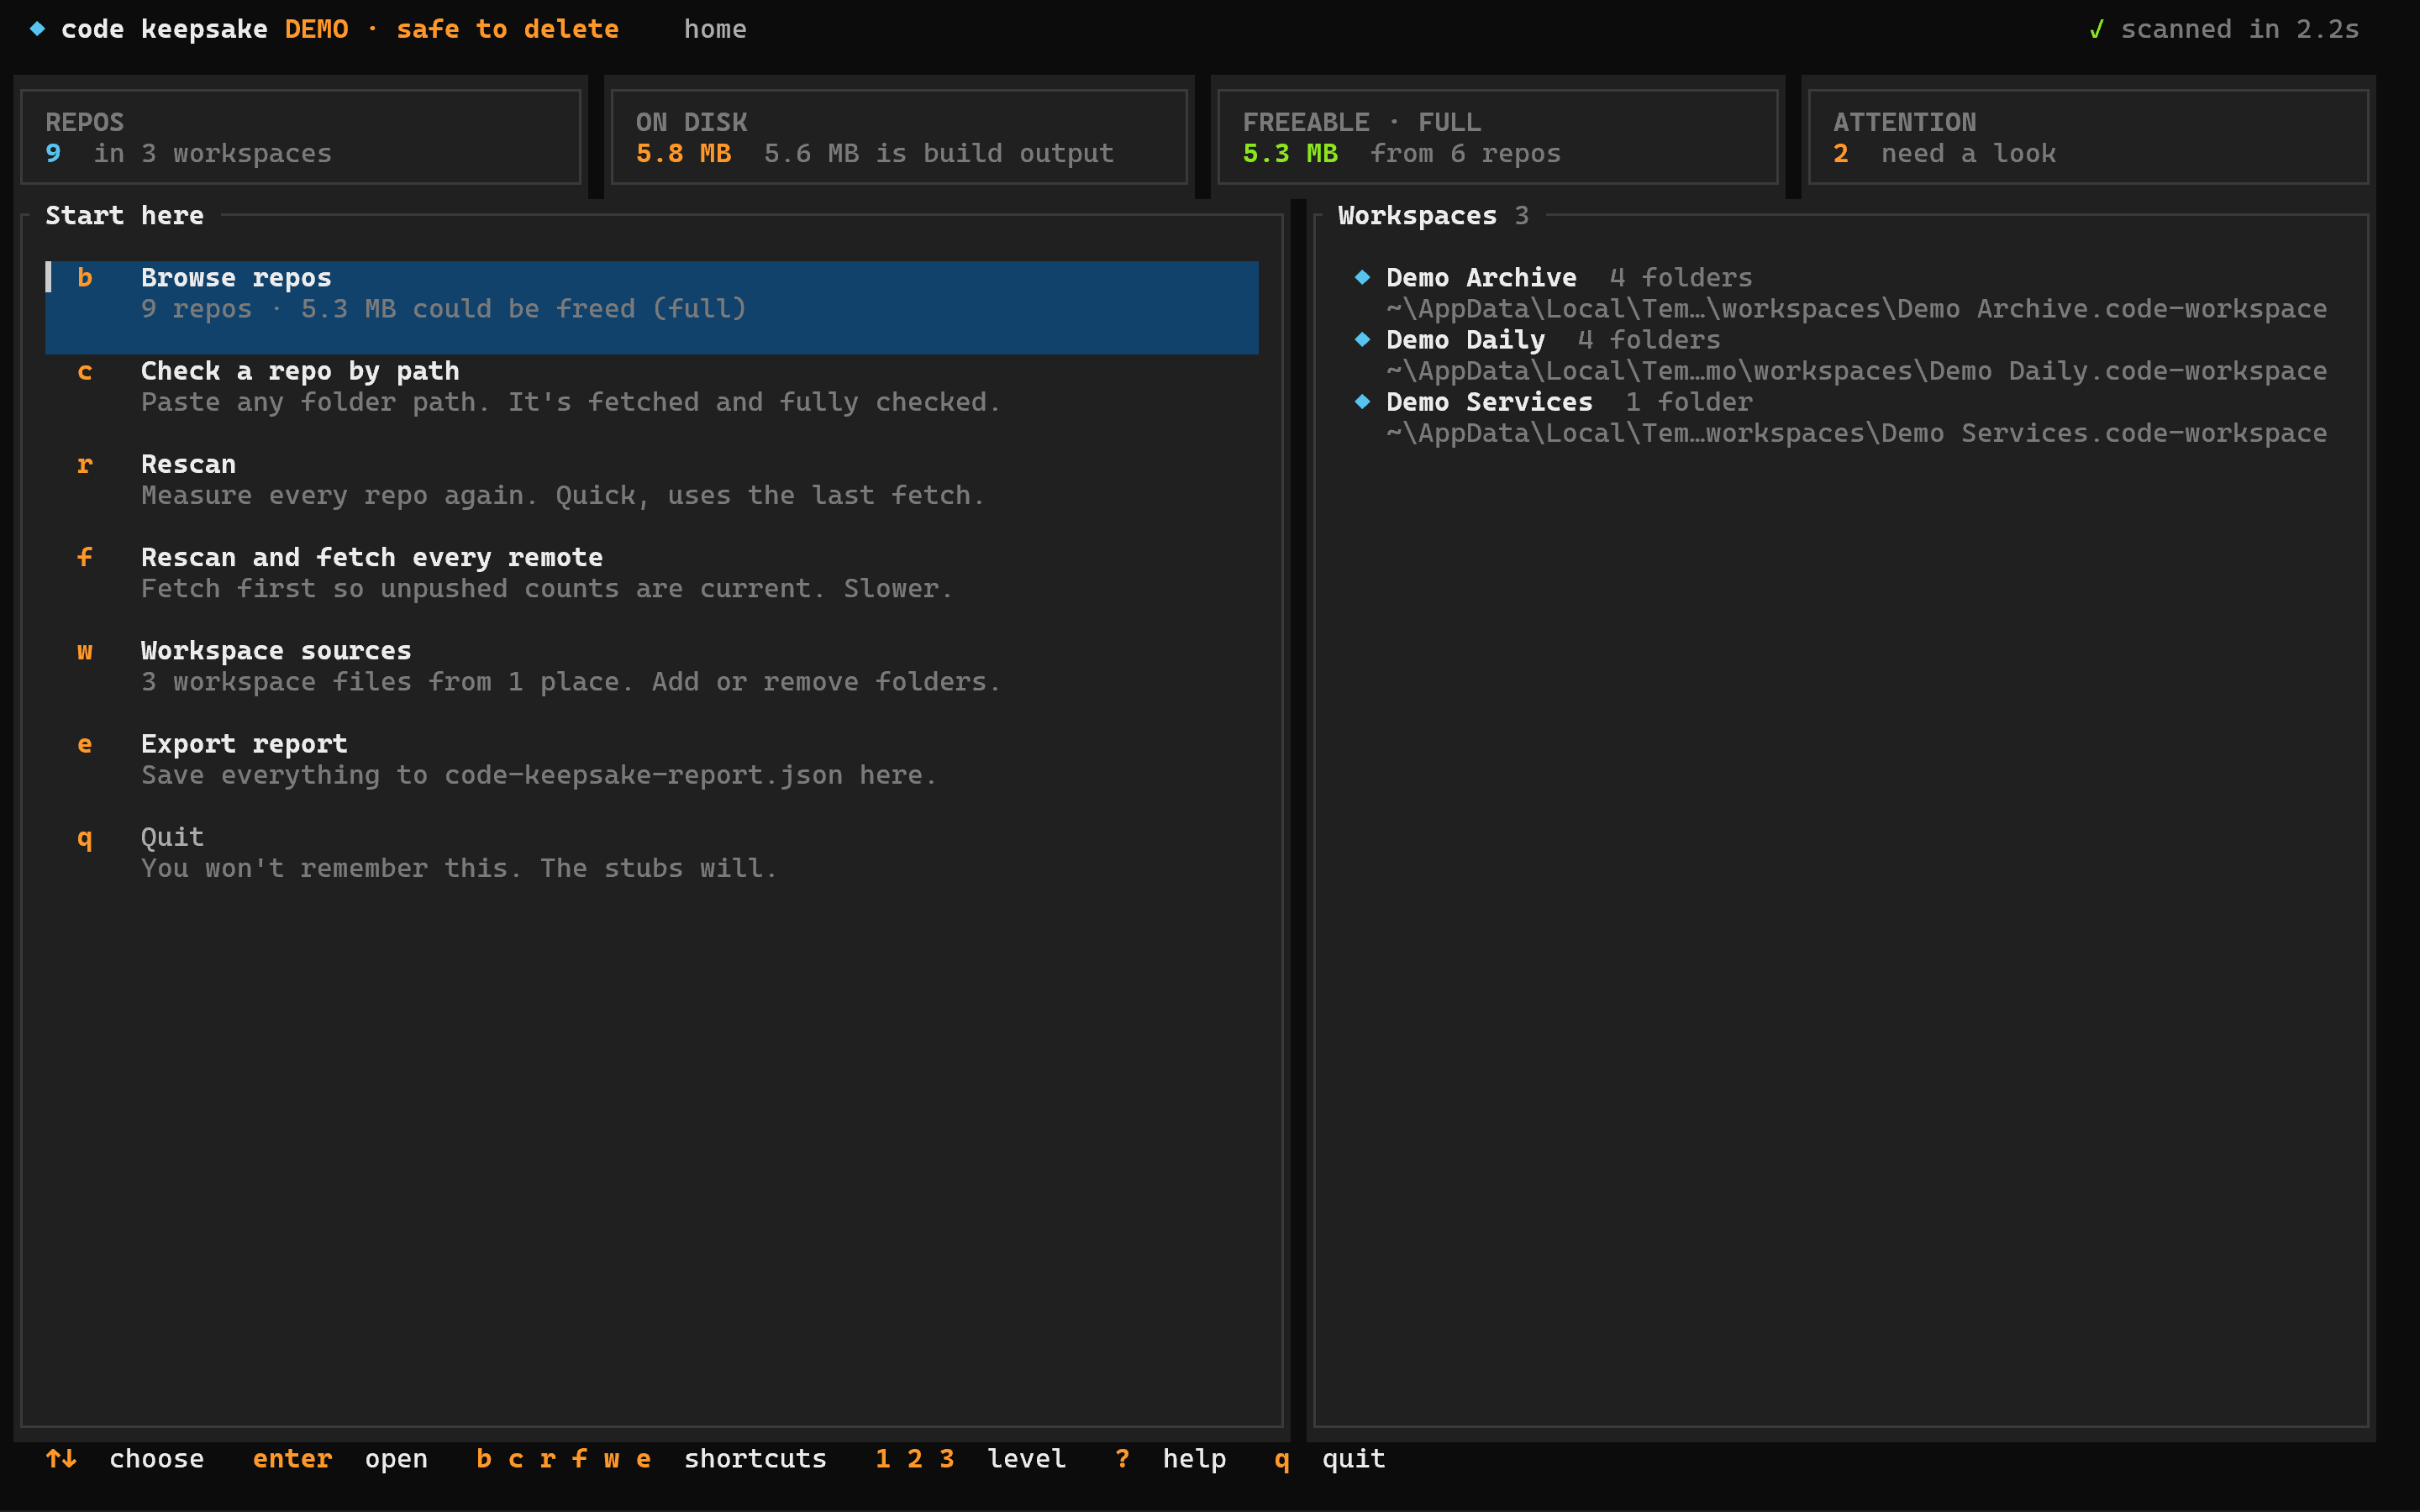 ◆ code keepsake DEMO · safe to delete home ✓ scanned in 2.2s
REPOS
9 in 3 workspaces
ON DISK
5.8 MB 5.6 MB is build output
FREEABLE · FULL
5.3 MB from 6 repos
ATTENTION
2 need a look
Start here
b Browse repos
9 repos · 5.3 MB could be freed (full)
c Check a repo by path
Paste any folder path. It's fetched and fully checked.
r Rescan
Measure every repo again. Quick, uses the last fetch.
f Rescan and fetch every remote
Fetch first so unpushed counts are current. Slower.
w Workspace sources
3 workspace files from 1 place. Add or remove folders.
e Export report
Save everything to code-keepsake-report.json here.
q Quit
You won't remember this. The stubs will.
Workspaces 3
◆ Demo Archive 4 folders
~\AppData\Local\Tem…\workspaces\Demo Archive.code-workspace
◆ Demo Daily 4 folders
~\AppData\Local\Tem…mo\workspaces\Demo Daily.code-workspace
◆ Demo Services 1 folder
~\AppData\Local\Tem…workspaces\Demo Services.code-workspace
↑↓ choose enter open b c r f w e shortcuts 1 2 3 level ? help q quit